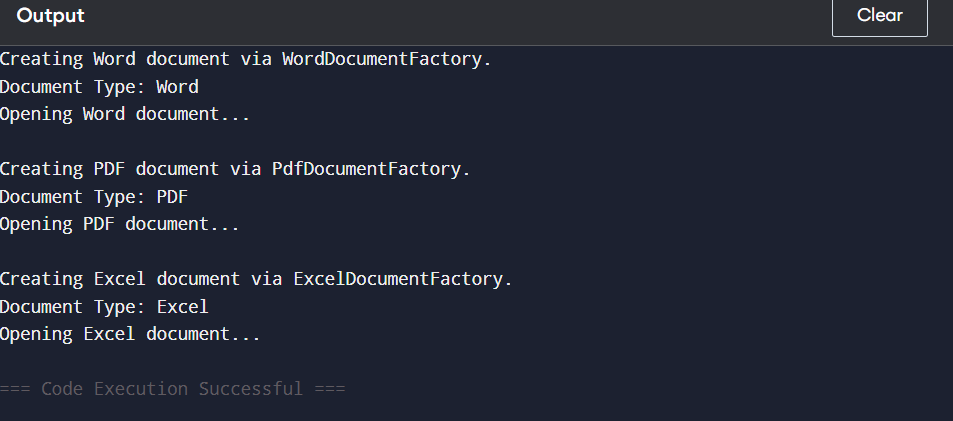 Output
Clear
Creating Word document via WordDocumentFactory.
Document Type: Word
Opening Word document...
Creating PDF document via PdfDocumentFactory.
Document Type: PDF
Opening PDF document...
Creating Excel document via ExcelDocumentFactory.
Document Type: Excel
Opening Excel document...
=== Code Execution Successful ===